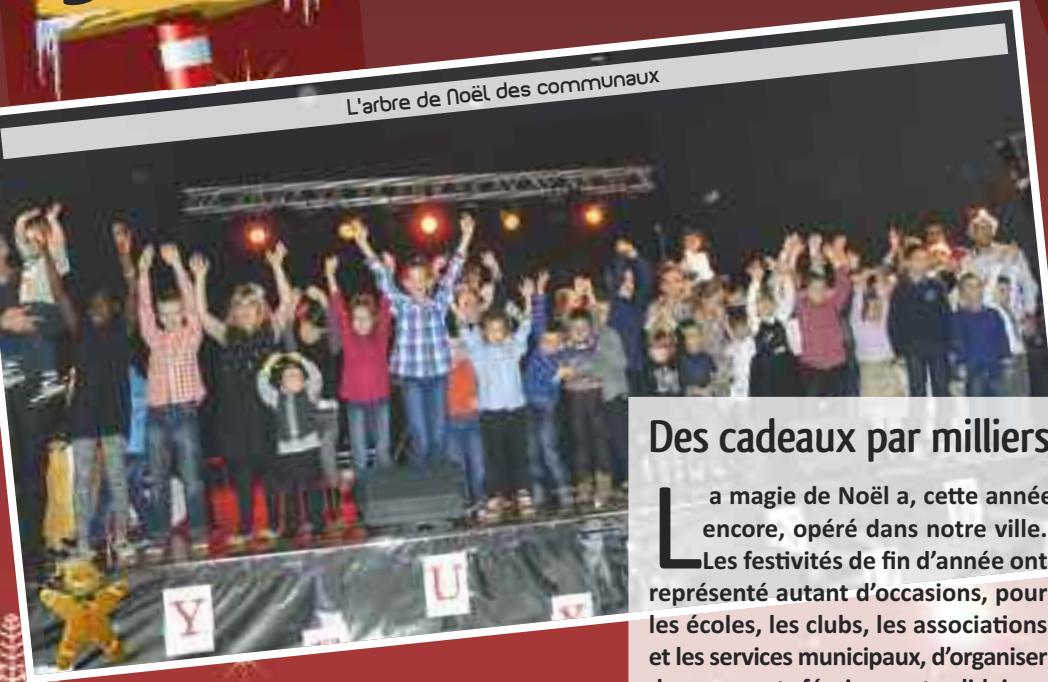 L'arbre de Noël des communaux
Y
U
Des cadeaux par milliers
La magie de Noël a, cette année
encore, opéré dans notre ville.
Les festivités de fin d'année ont
représenté autant d'occasions, pour
les écoles, les clubs, les associations
et les services municipaux, d'organiser